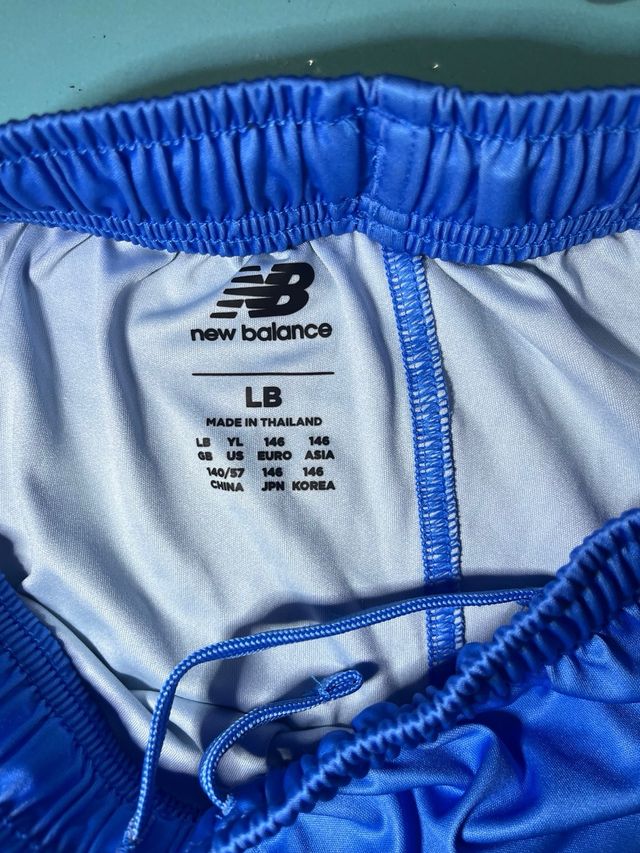 NB
new balance
LB
MADE IN THAILAND
LB YL 146 146
GB US EURO ASIA
140/57 146 146
CHINA JPN KOREA